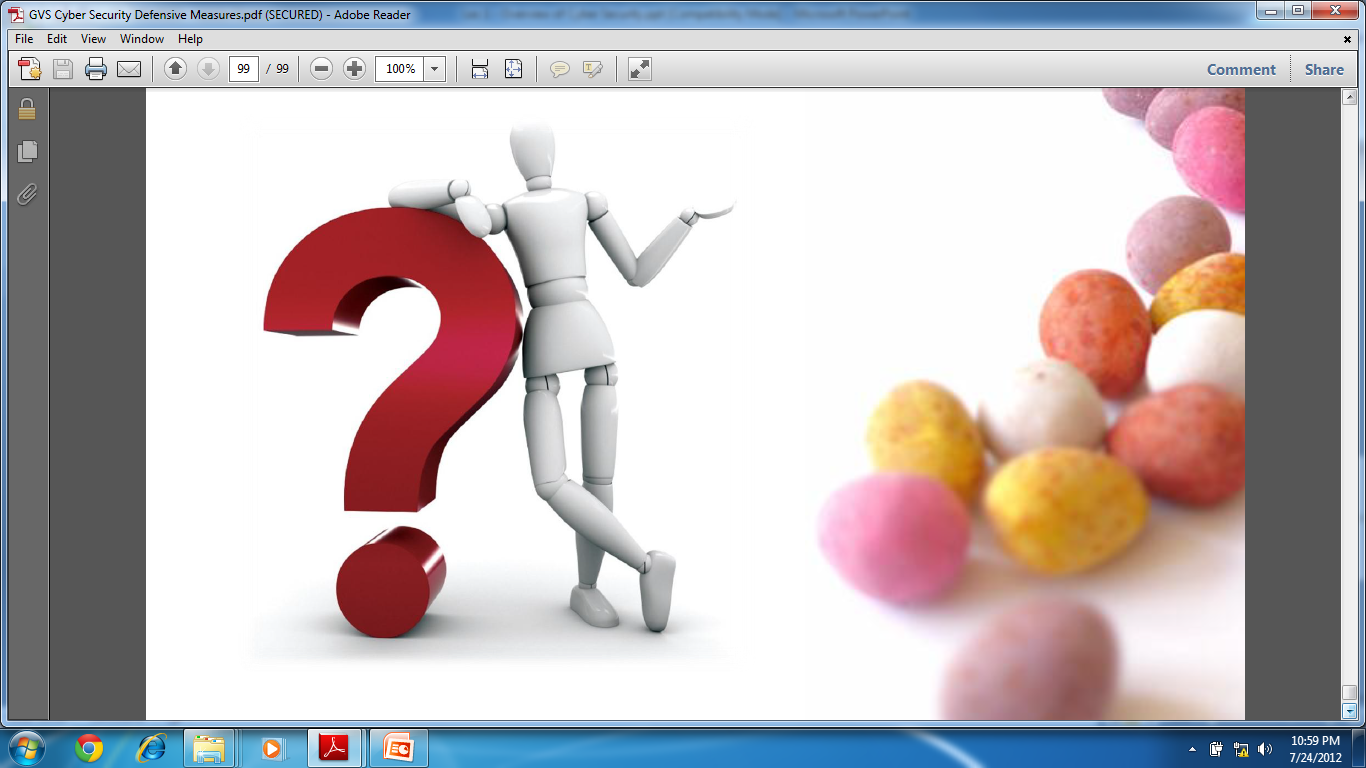 GVS Cyber Security Defensive Measures.pdf (SECURED) - Adobe Reader
File Edit View Window Help
99 / 99 100% Comment Share
?
10:59 PM
7/24/2012